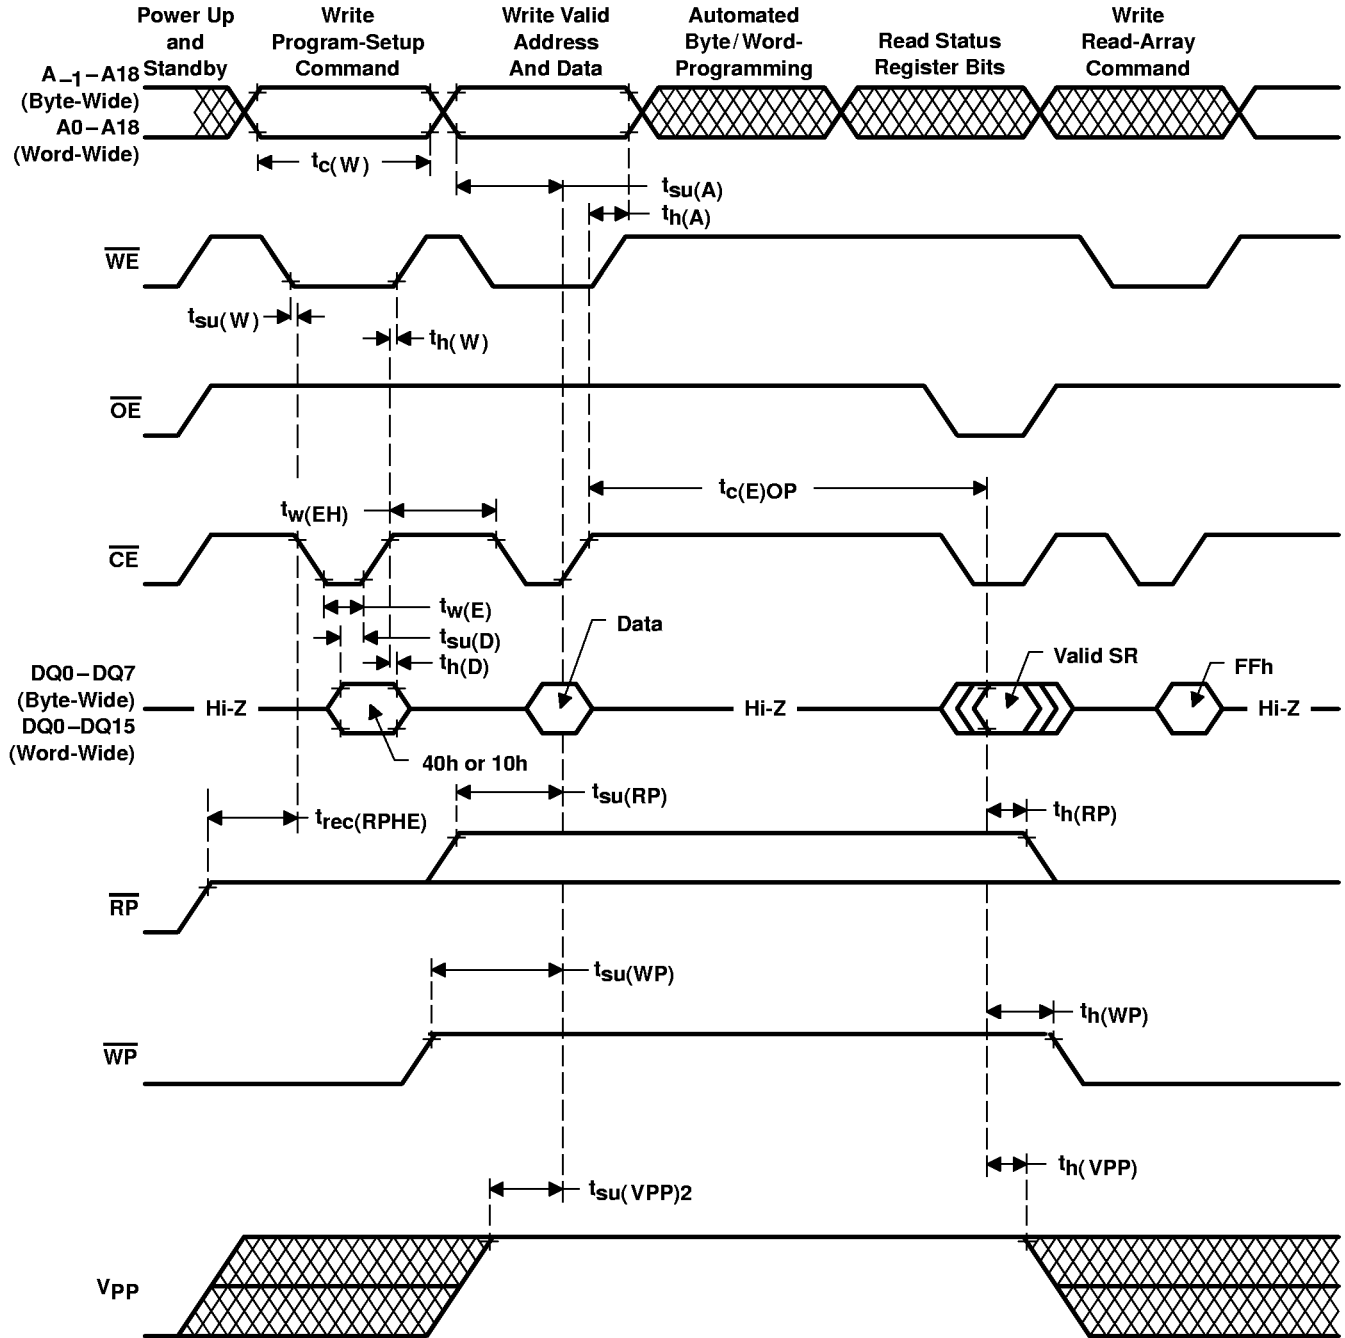 Power Up
and
Standby
Write
Program-Setup
Command
Write Valid
Address
And Data
Automated
Byte/Word-
Programming
Read Status
Register Bits
Write
Read-Array
Command
A–1–A18
(Byte-Wide)
A0–A18
(Word-Wide)
tc(W)
tsu(A)
th(A)
WE
tsu(W)
th(W)
OE
tc(E)OP
tw(EH)
CE
tw(E)
tsu(D)
th(D)
Data
Valid SR
FFh
DQ0–DQ7
(Byte-Wide)
DQ0–DQ15
(Word-Wide)
Hi-Z
Hi-Z
Hi-Z
40h or 10h
tsu(RP)
trec(RPHE)
th(RP)
RP
tsu(WP)
th(WP)
WP
th(VPP)
tsu(VPP)2
VPP